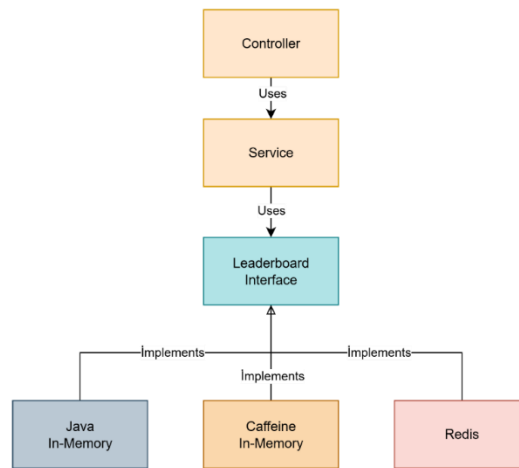 Controller
Uses
Service
Uses
Leaderboard
Interface
İmplements
İmplements
İmplements
Java
In-Memory
Caffeine
In-Memory
Redis